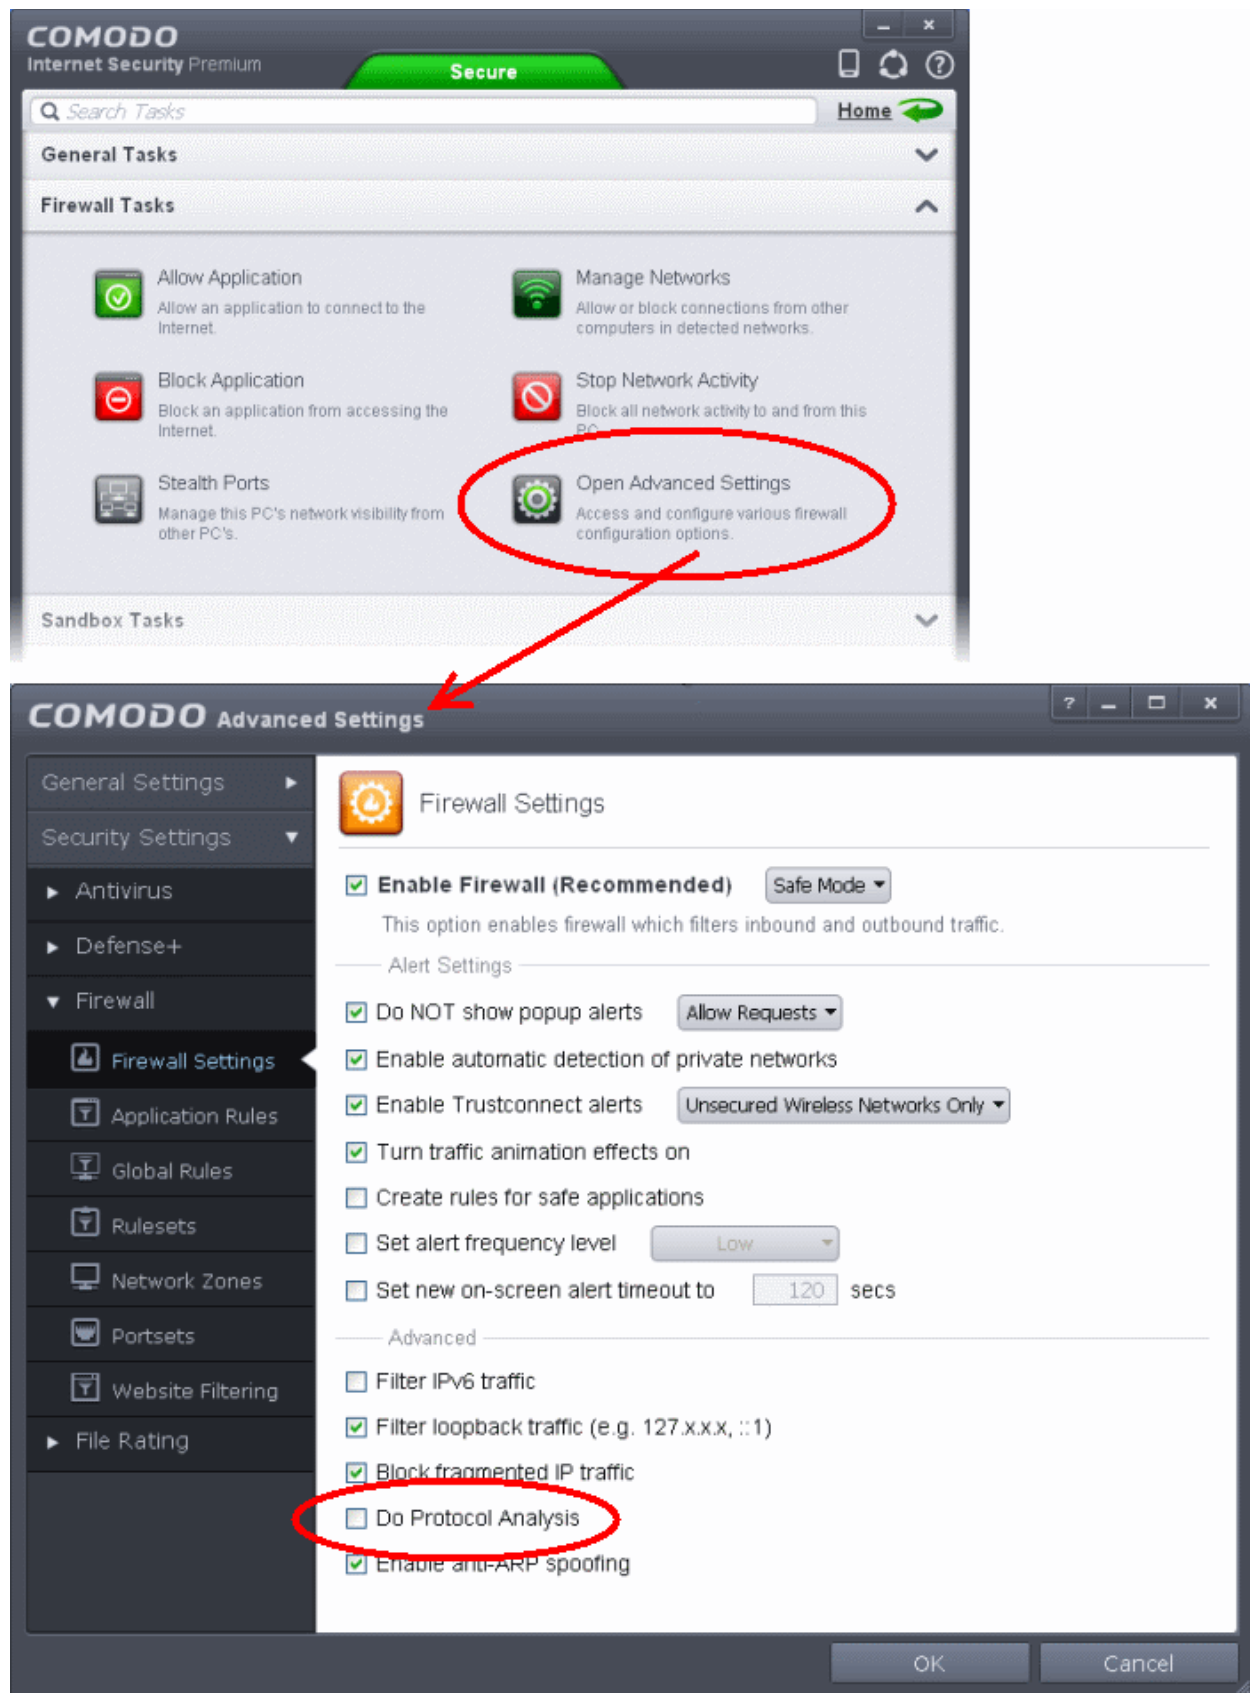 COMODO
Internet Security Premium
Secure
Search Tasks
Home
General Tasks
Firewall Tasks
Allow Application
Allow an application to connect to the
Internet.
Manage Networks
Allow or block connections from other
computers in detected networks.
Block Application
Block an application from accessing the
Internet.
Stop Network Activity
Block all network activity to and from this
PC.
Stealth Ports
Manage this PC's network visibility from
other PC's.
Open Advanced Settings
Access and configure various firewall
configuration options.
Sandbox Tasks
COMODO Advanced Settings
General Settings
Security Settings
Antivirus
Defense+
Firewall
Firewall Settings
Application Rules
Global Rules
Rulesets
Network Zones
Portsets
Website Filtering
File Rating
Firewall Settings
Enable Firewall (Recommended) Safe Mode
This option enables firewall which filters inbound and outbound traffic.
Alert Settings
Do NOT show popup alerts Allow Requests
Enable automatic detection of private networks
Enable Trustconnect alerts Unsecured Wireless Networks Only
Turn traffic animation effects on
Create rules for safe applications
Set alert frequency level Low
Set new on-screen alert timeout to 120 secs
Advanced
Filter IPv6 traffic
Filter loopback traffic (e.g. 127.x.x.x, ::1)
Block fragmented IP traffic
Do Protocol Analysis
Enable anti-ARP spoofing
OK Cancel